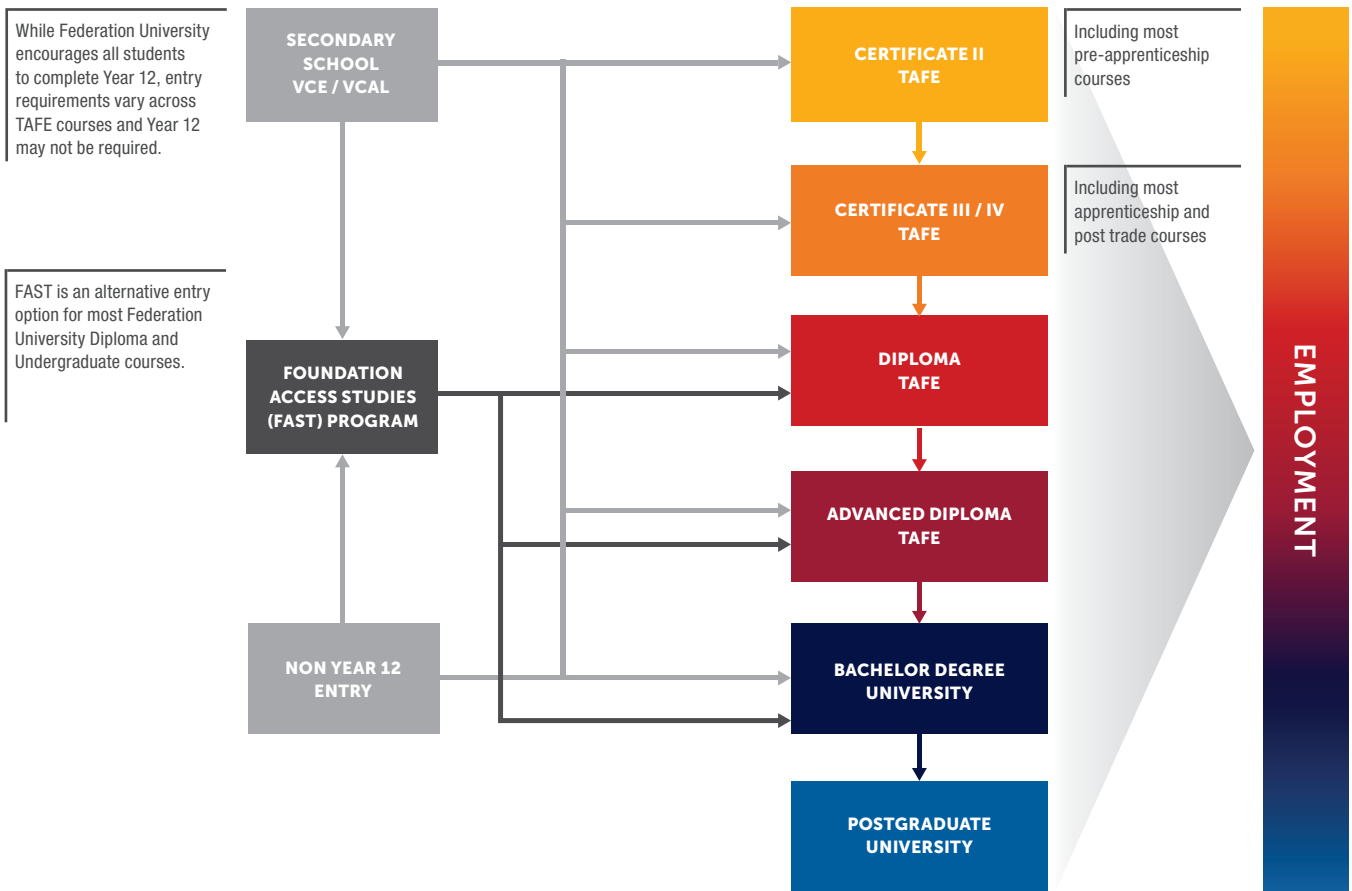 While Federation University
encourages all students
to complete Year 12, entry
requirements vary across
TAFE courses and Year 12
may not be required.
SECONDARY
SCHOOL
VCE / VCAL
CERTIFICATE II
TAFE
Including most
pre-apprenticeship
courses
CERTIFICATE III / IV
TAFE
Including most
apprenticeship and
post trade courses
FAST is an alternative entry
option for most Federation
University Diploma and
Undergraduate courses.
FOUNDATION
ACCESS STUDIES
(FAST) PROGRAM
DIPLOMA
TAFE
ADVANCED DIPLOMA
TAFE
NON YEAR 12
ENTRY
BACHELOR DEGREE
UNIVERSITY
POSTGRADUATE
UNIVERSITY
EMPLOYMENT